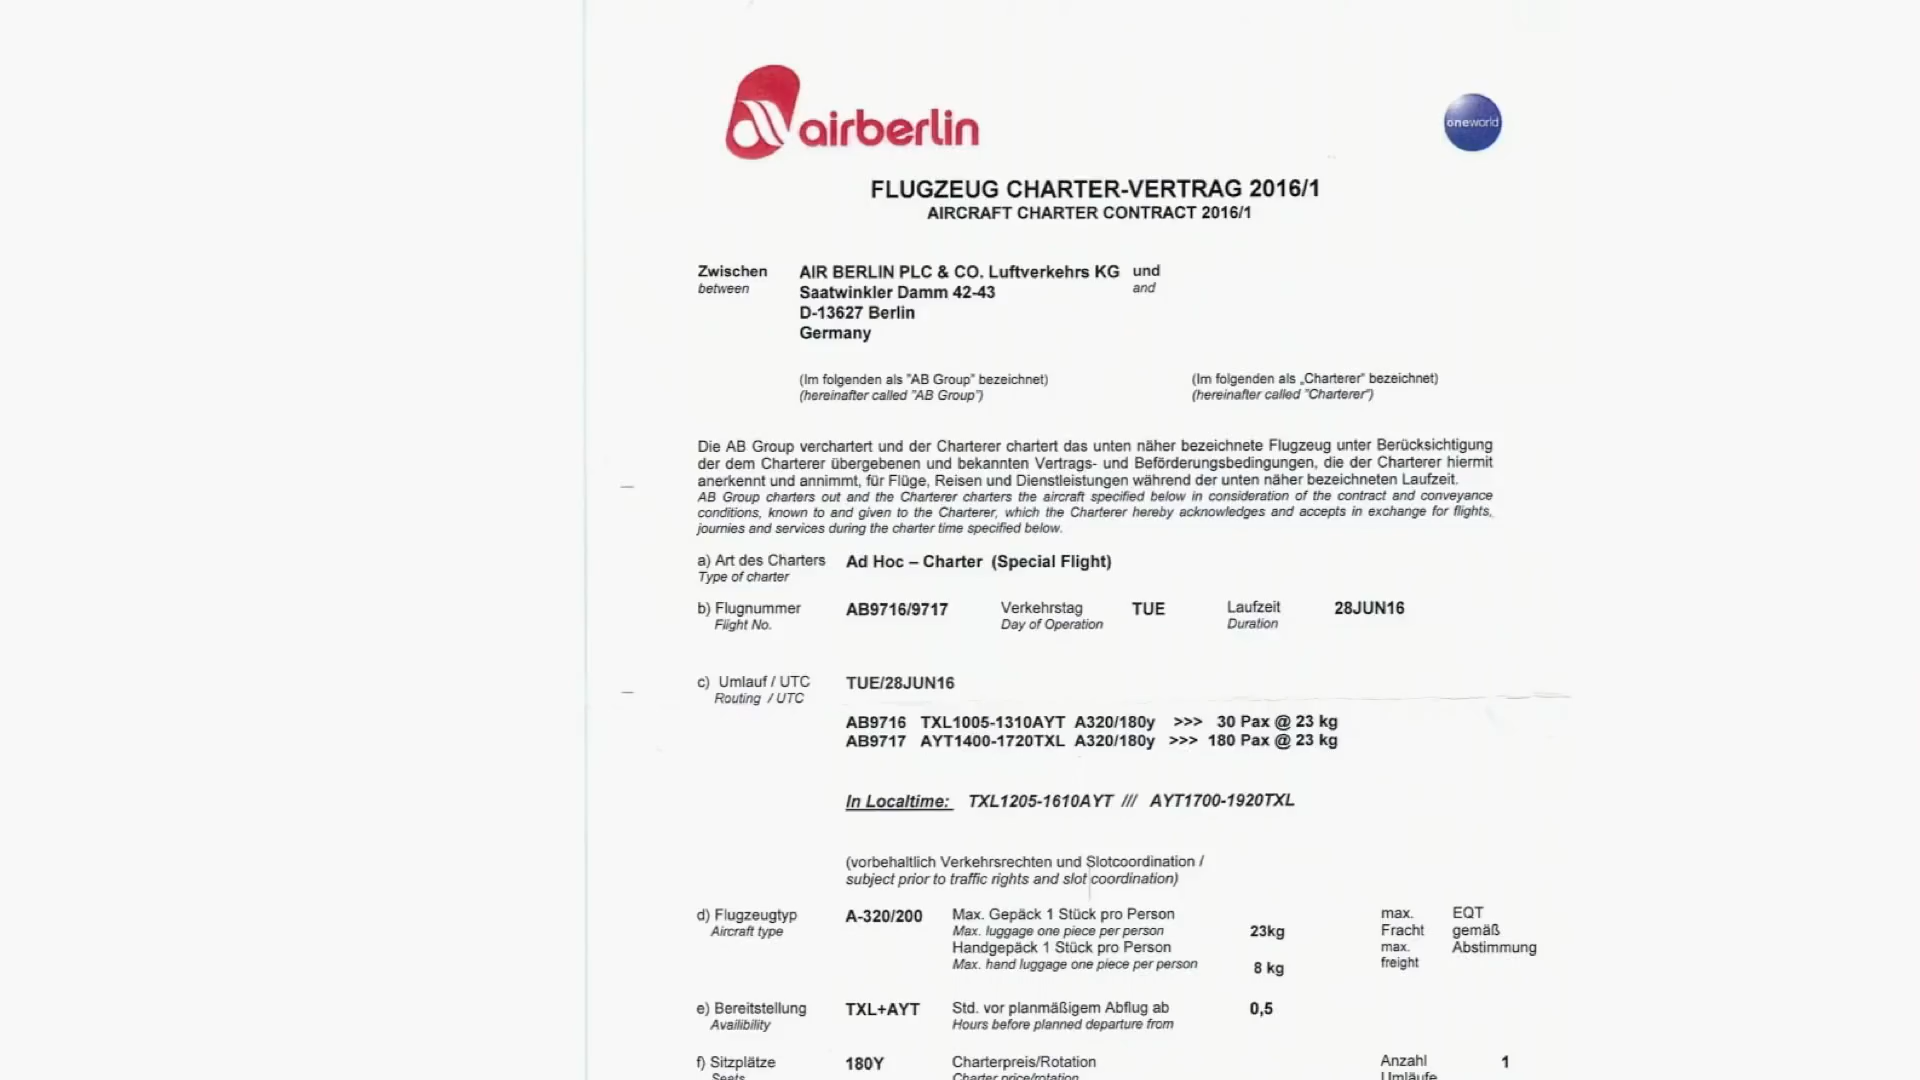 airberlin
oneworld
FLUGZEUG CHARTER-VERTRAG 2016/1
AIRCRAFT CHARTER CONTRACT 2016/1
Zwischen AIR BERLIN PLC & CO. Luftverkehrs KG und
between and
Saatwinkler Damm 42-43
D-13627 Berlin
Germany
(Im folgenden als "AB Group" bezeichnet) (Im folgenden als „Charterer" bezeichnet)
(hereinafter called "AB Group") (hereinafter called "Charterer")
Die AB Group verchartert und der Charterer chartert das unten näher bezeichnete Flugzeug unter Berücksichtigung
der dem Charterer übergebenen und bekannten Vertrags- und Beförderungsbedingungen, die der Charterer hiermit
anerkennt und annimmt, für Flüge, Reisen und Dienstleistungen während der unten näher bezeichneten Laufzeit.
AB Group charters out and the Charterer charters the aircraft specified below in consideration of the contract and conveyance
conditions, known to and given to the Charterer, which the Charterer hereby acknowledges and accepts in exchange for flights,
journies and services during the charter time specified below.
a) Art des Charters Ad Hoc – Charter (Special Flight)
Type of charter
b) Flugnummer AB9716/9717 Verkehrstag TUE Laufzeit 28JUN16
Flight No. Day of Operation Duration
c) Umlauf / UTC TUE/28JUN16
Routing / UTC
AB9716 TXL1005-1310AYT A320/180y >>> 30 Pax @ 23 kg
AB9717 AYT1400-1720TXL A320/180y >>> 180 Pax @ 23 kg
In Localtime: TXL1205-1610AYT /// AYT1700-1920TXL
(vorbehaltlich Verkehrsrechten und Slotcoordination /
subject prior to traffic rights and slot coordination)
d) Flugzeugtyp A-320/200 Max. Gepäck 1 Stück pro Person max. EQT
Aircraft type Max. luggage one piece per person 23kg Fracht gemäß
Handgepäck 1 Stück pro Person max. Abstimmung
Max. hand luggage one piece per person 8 kg freight
e) Bereitstellung TXL+AYT Std. vor planmäßigem Abflug ab 0,5
Availibility Hours before planned departure from
f) Sitzplätze 180Y Charterpreis/Rotation Anzahl 1
Seats Charter price/rotation Umläufe